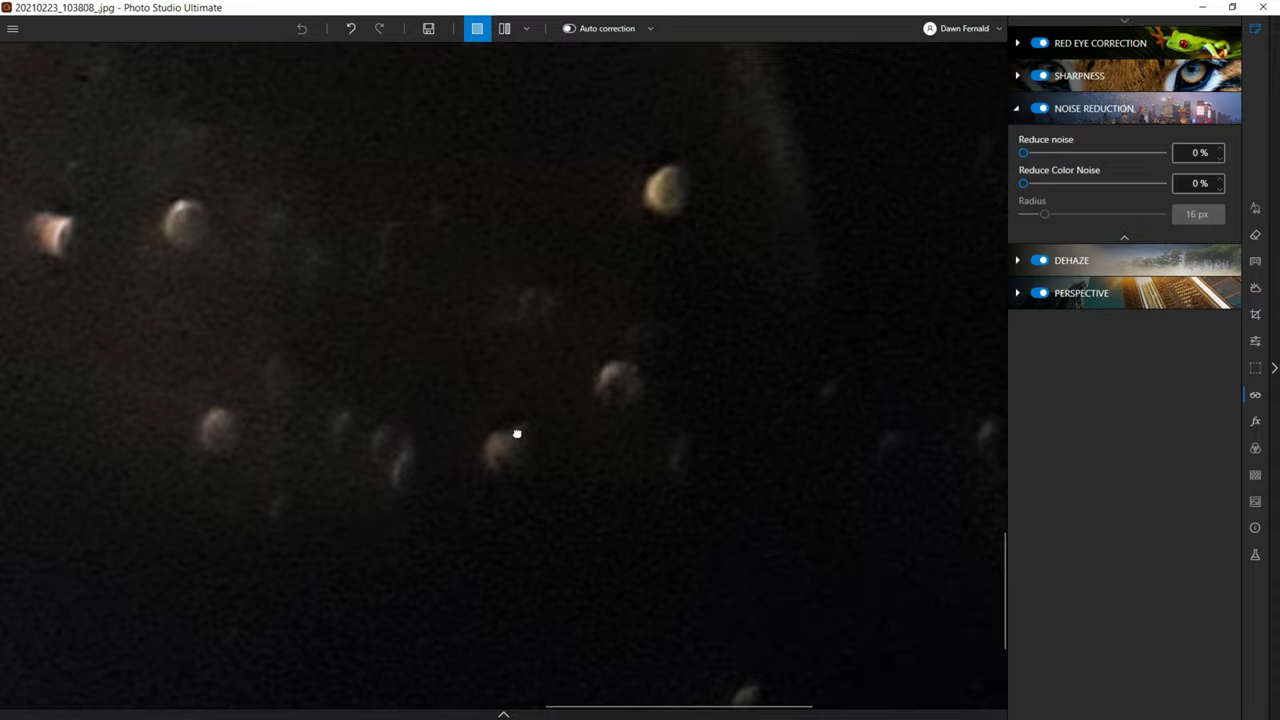 20210223_103808_.jpg - Photo Studio Ultimate
Auto correction
Dawn Fernald
RED EYE CORRECTION
SHARPNESS
NOISE REDUCTION
Reduce noise
0 %
Reduce Color Noise
0 %
Radius
16 px
DEHAZE
PERSPECTIVE